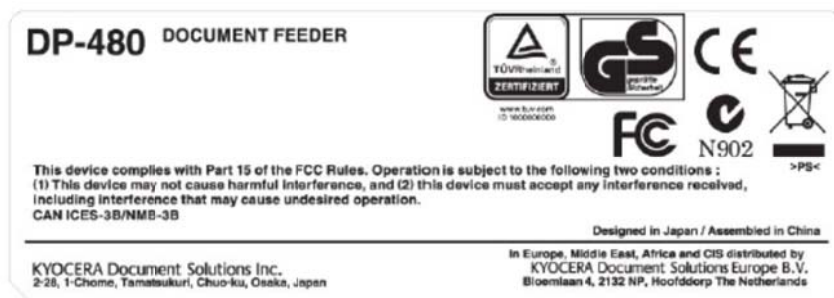 DP-480 DOCUMENT FEEDER
TÜVRheinland ®
ZERTIFIZIERT
www.tuv.com
ID 1000000000
GS
geprüfte
Sicherheit
CE
FC
N902
>PS<
This device complies with Part 15 of the FCC Rules. Operation is subject to the following two conditions :
(1) This device may not cause harmful interference, and (2) this device must accept any interference received,
including interference that may cause undesired operation.
CAN ICES-3B/NMB-3B
Designed in Japan / Assembled in China
KYOCERA Document Solutions Inc.
2-28, 1-Chome, Tamatsukuri, Chuo-ku, Osaka, Japan
In Europe, Middle East, Africa and CIS distributed by
KYOCERA Document Solutions Europe B.V.
Bloemlaan 4, 2132 NP, Hoofddorp The Netherlands